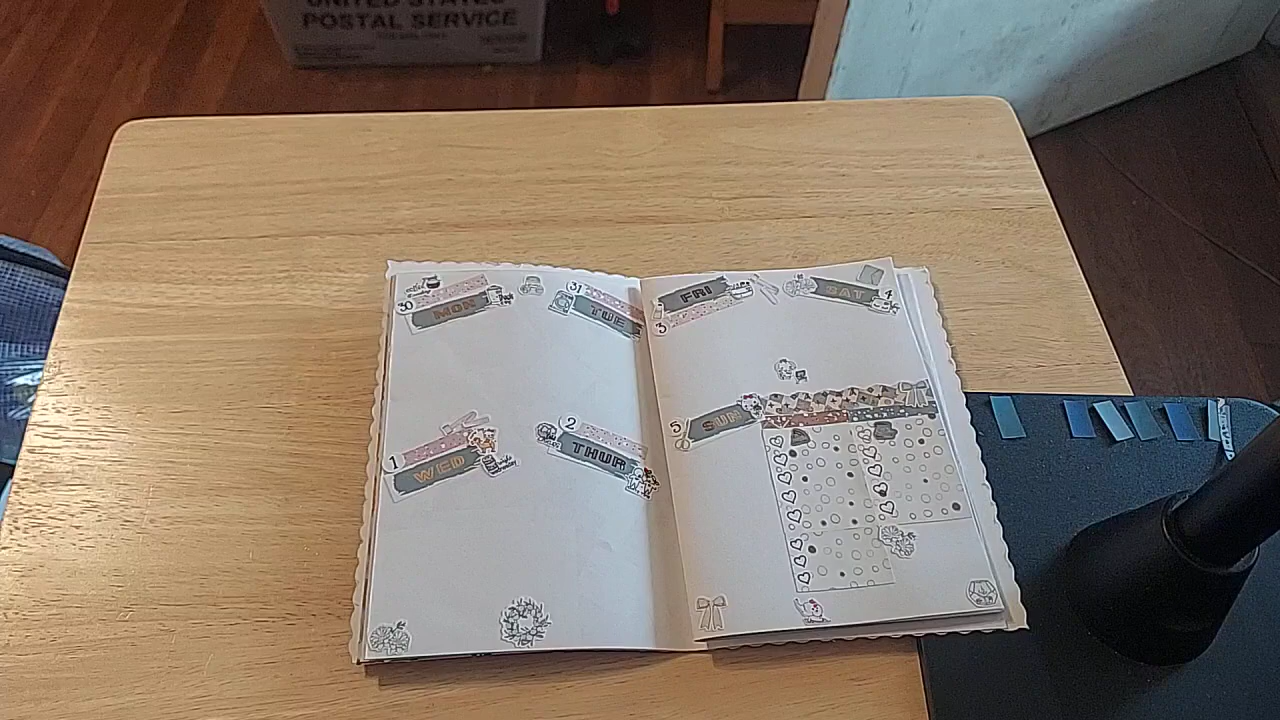 UNITED STATES
POSTAL SERVICE
30
MON
31
TUE
1
WED
2
THUR
FRI
3
SAT
4
5
SUN